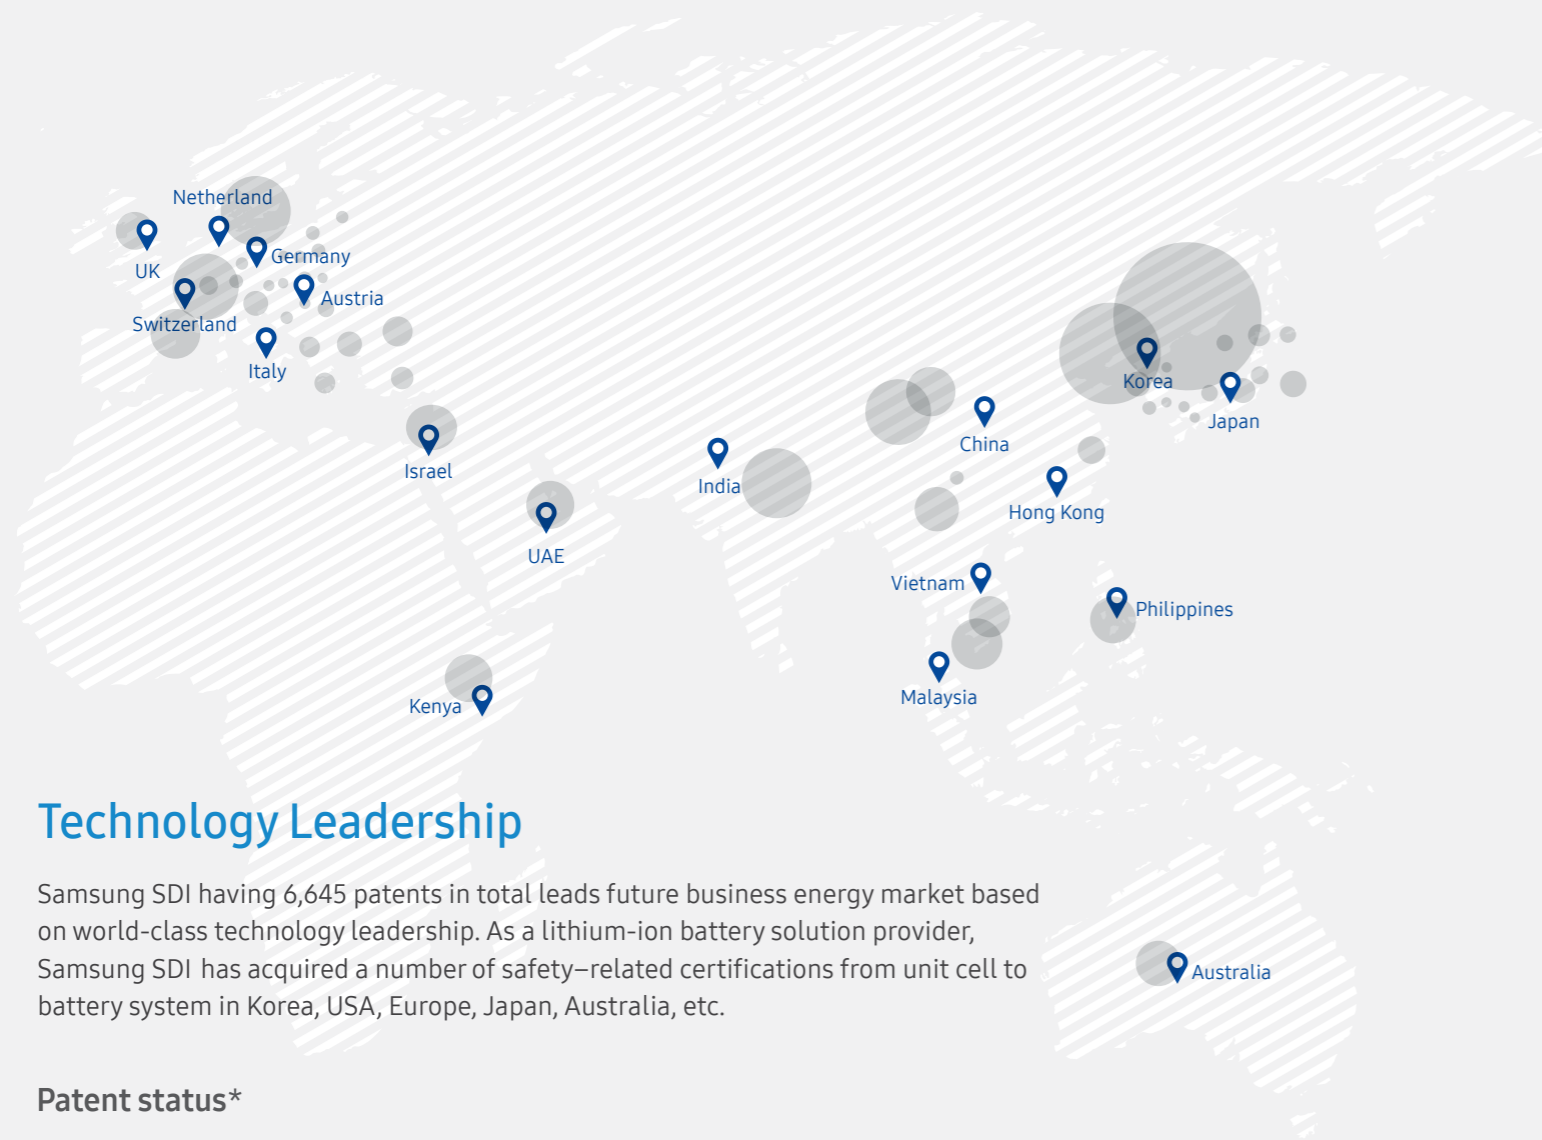 Netherland
UK
Germany
Switzerland
Austria
Italy
Korea
Japan
China
Israel
India
Hong Kong
UAE
Vietnam
Philippines
Malaysia
Kenya
Technology Leadership
Samsung SDI having 6,645 patents in total leads future business energy market based
on world-class technology leadership. As a lithium-ion battery solution provider,
Samsung SDI has acquired a number of safety–related certifications from unit cell to
battery system in Korea, USA, Europe, Japan, Australia, etc.
Australia
Patent status*